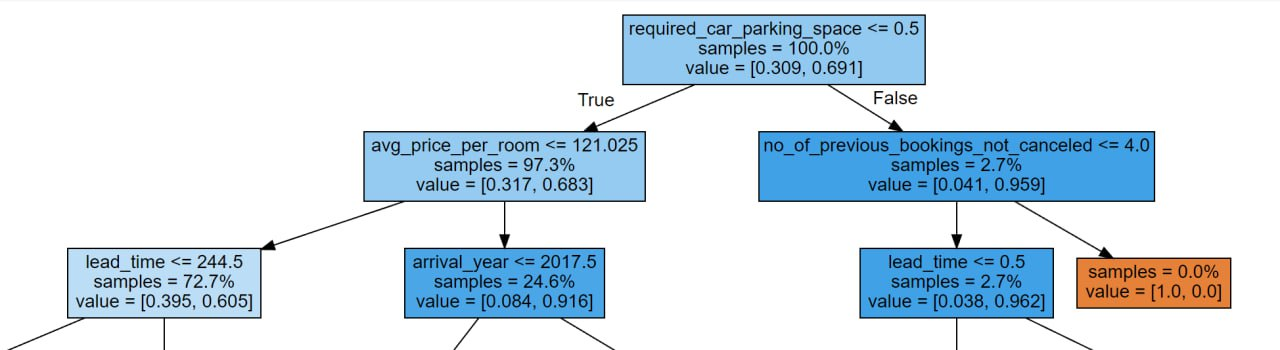 required_car_parking_space <= 0.5
samples = 100.0%
value = [0.309, 0.691]
True
False
avg_price_per_room <= 121.025
samples = 97.3%
value = [0.317, 0.683]
no_of_previous_bookings_not_canceled <= 4.0
samples = 2.7%
value = [0.041, 0.959]
lead_time <= 244.5
samples = 72.7%
value = [0.395, 0.605]
arrival_year <= 2017.5
samples = 24.6%
value = [0.084, 0.916]
lead_time <= 0.5
samples = 2.7%
value = [0.038, 0.962]
samples = 0.0%
value = [1.0, 0.0]